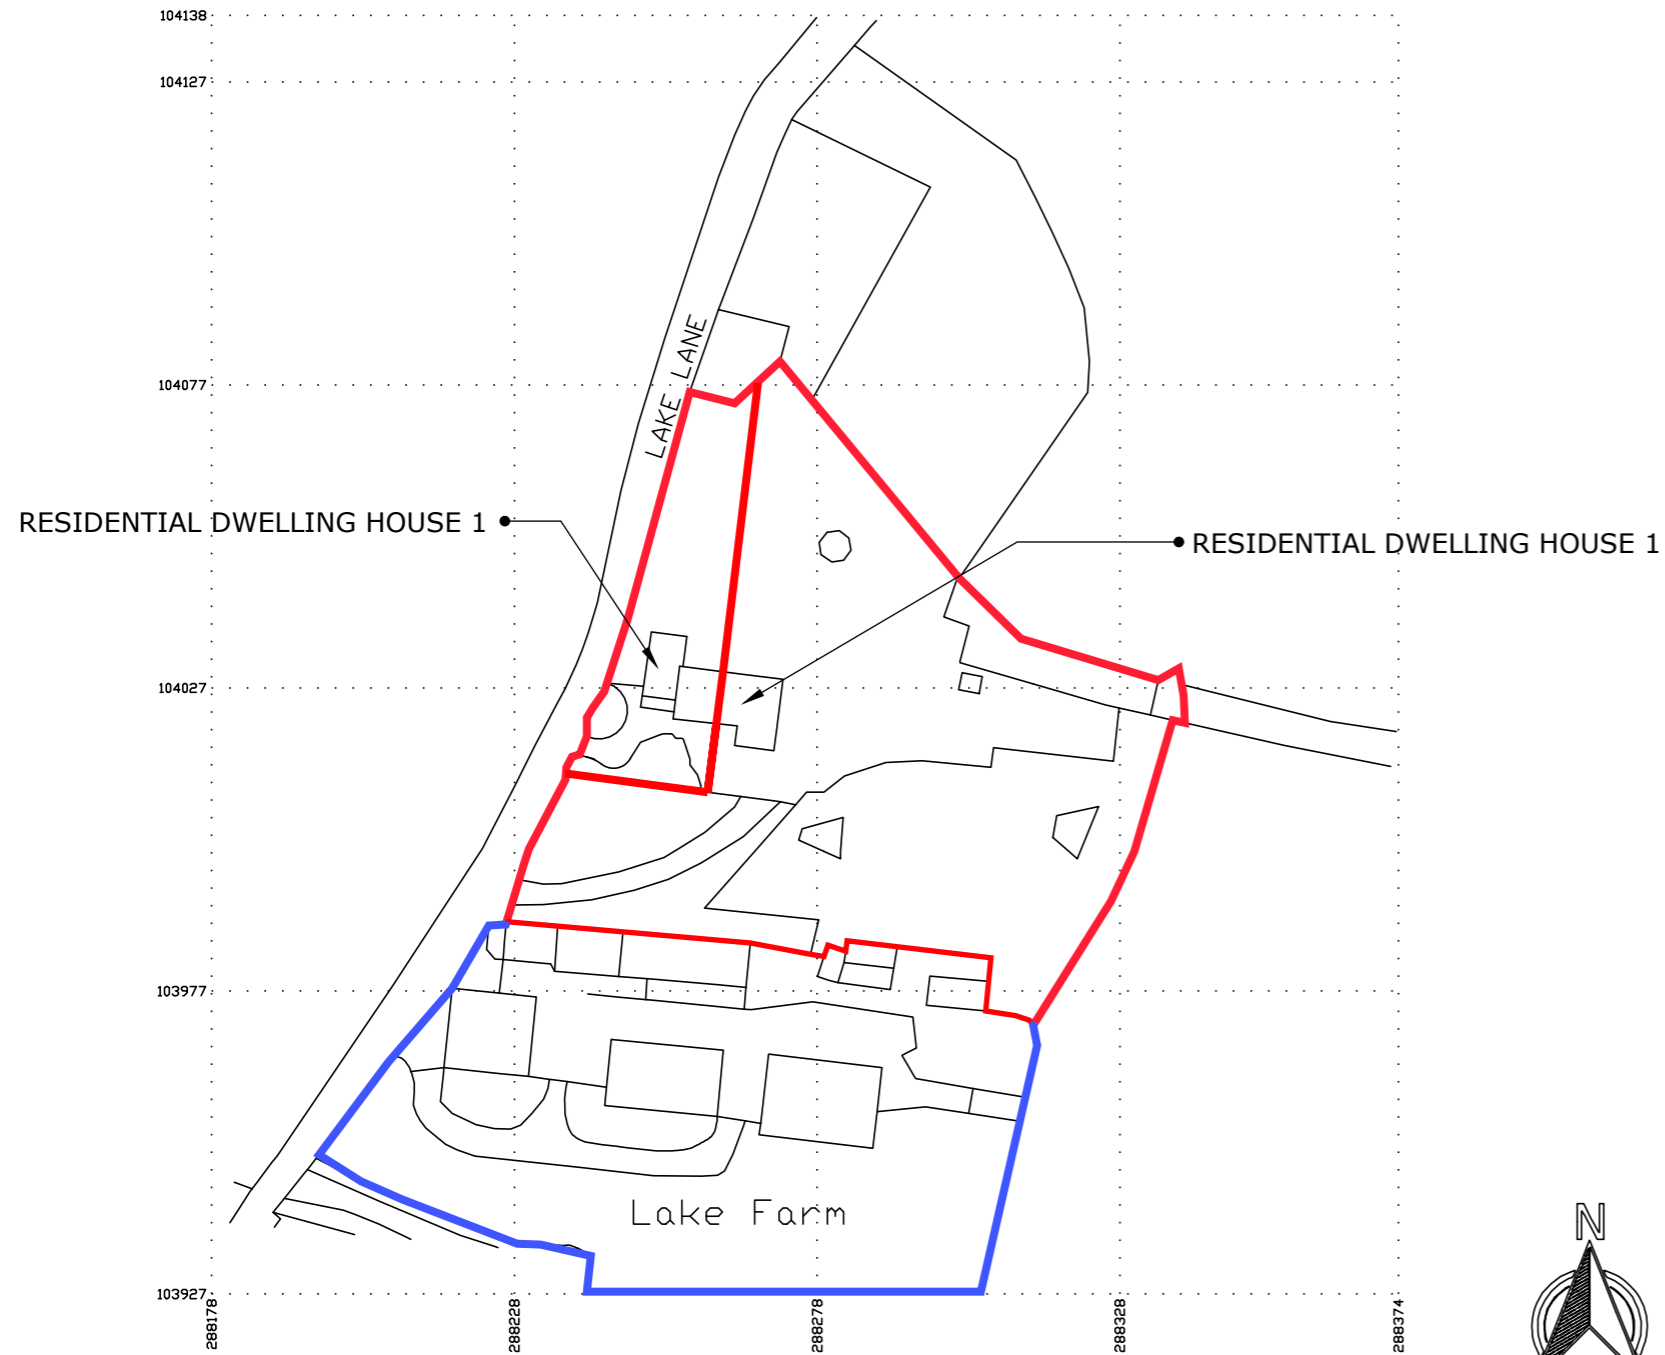 104138
104127
104077
LAKE LANE
RESIDENTIAL DWELLING HOUSE 1
RESIDENTIAL DWELLING HOUSE 1
104027
103977
Lake Farm
N
103927
288178
288228
288278
288328
288374